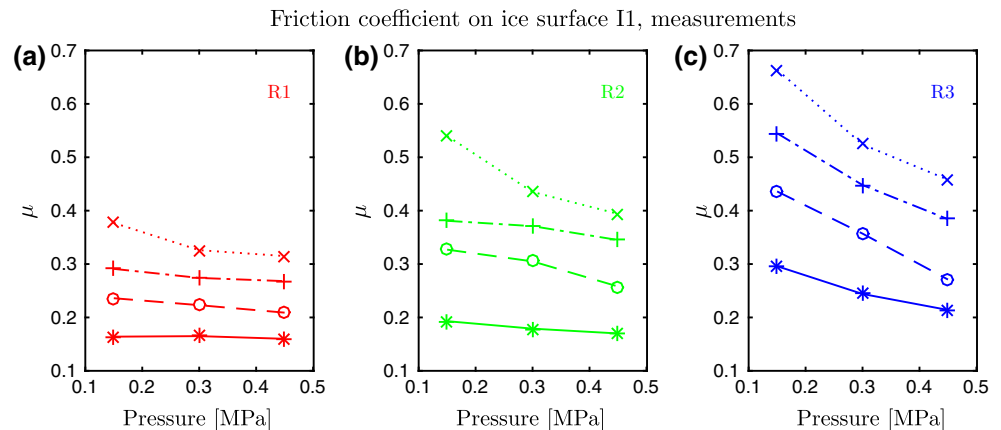 Friction coefficient on ice surface I1, measurements
(a)
R1
0.7
0.6
0.5
0.4
0.3
0.2
0.1
μ
0.1 0.2 0.3 0.4 0.5
Pressure [MPa]
(b)
R2
0.7
0.6
0.5
0.4
0.3
0.2
0.1
μ
0.1 0.2 0.3 0.4 0.5
Pressure [MPa]
(c)
R3
0.7
0.6
0.5
0.4
0.3
0.2
0.1
μ
0.1 0.2 0.3 0.4 0.5
Pressure [MPa]